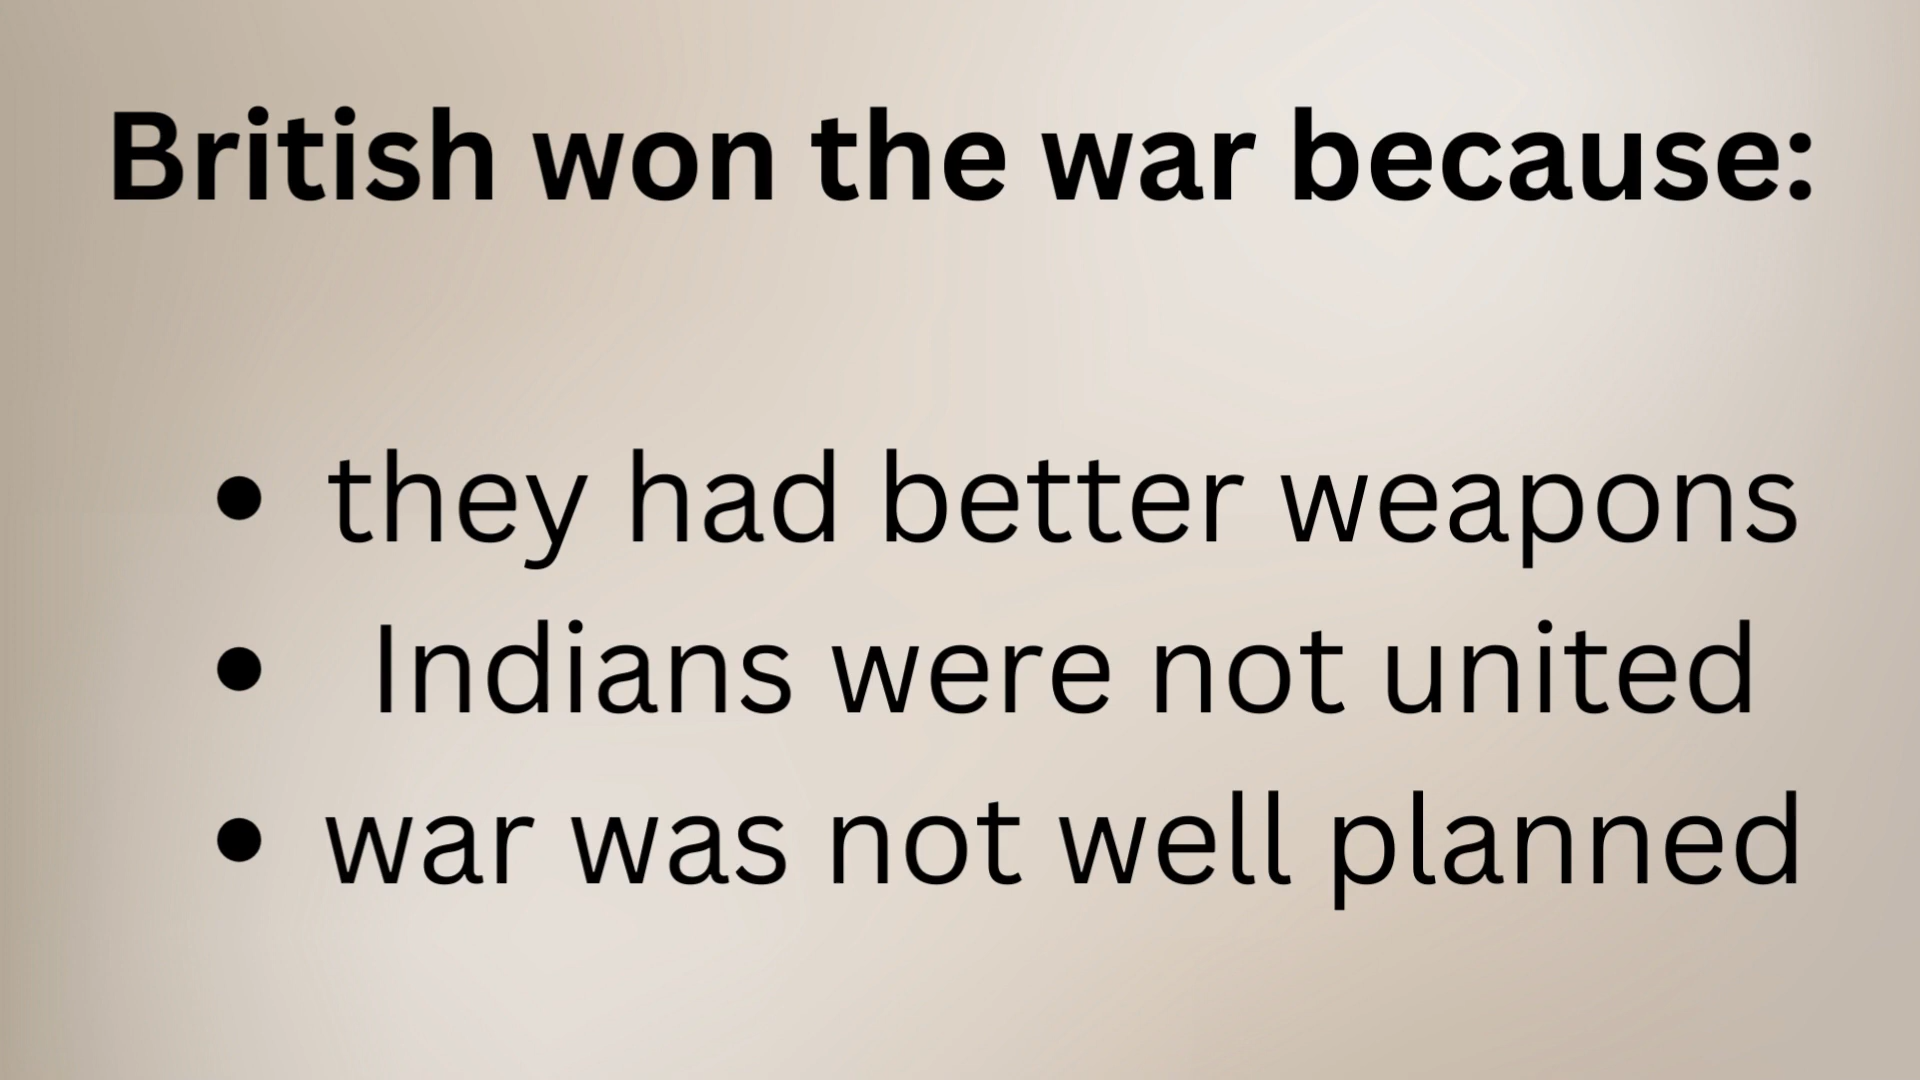 British won the war because:
• they had better weapons
• Indians were not united
• war was not well planned